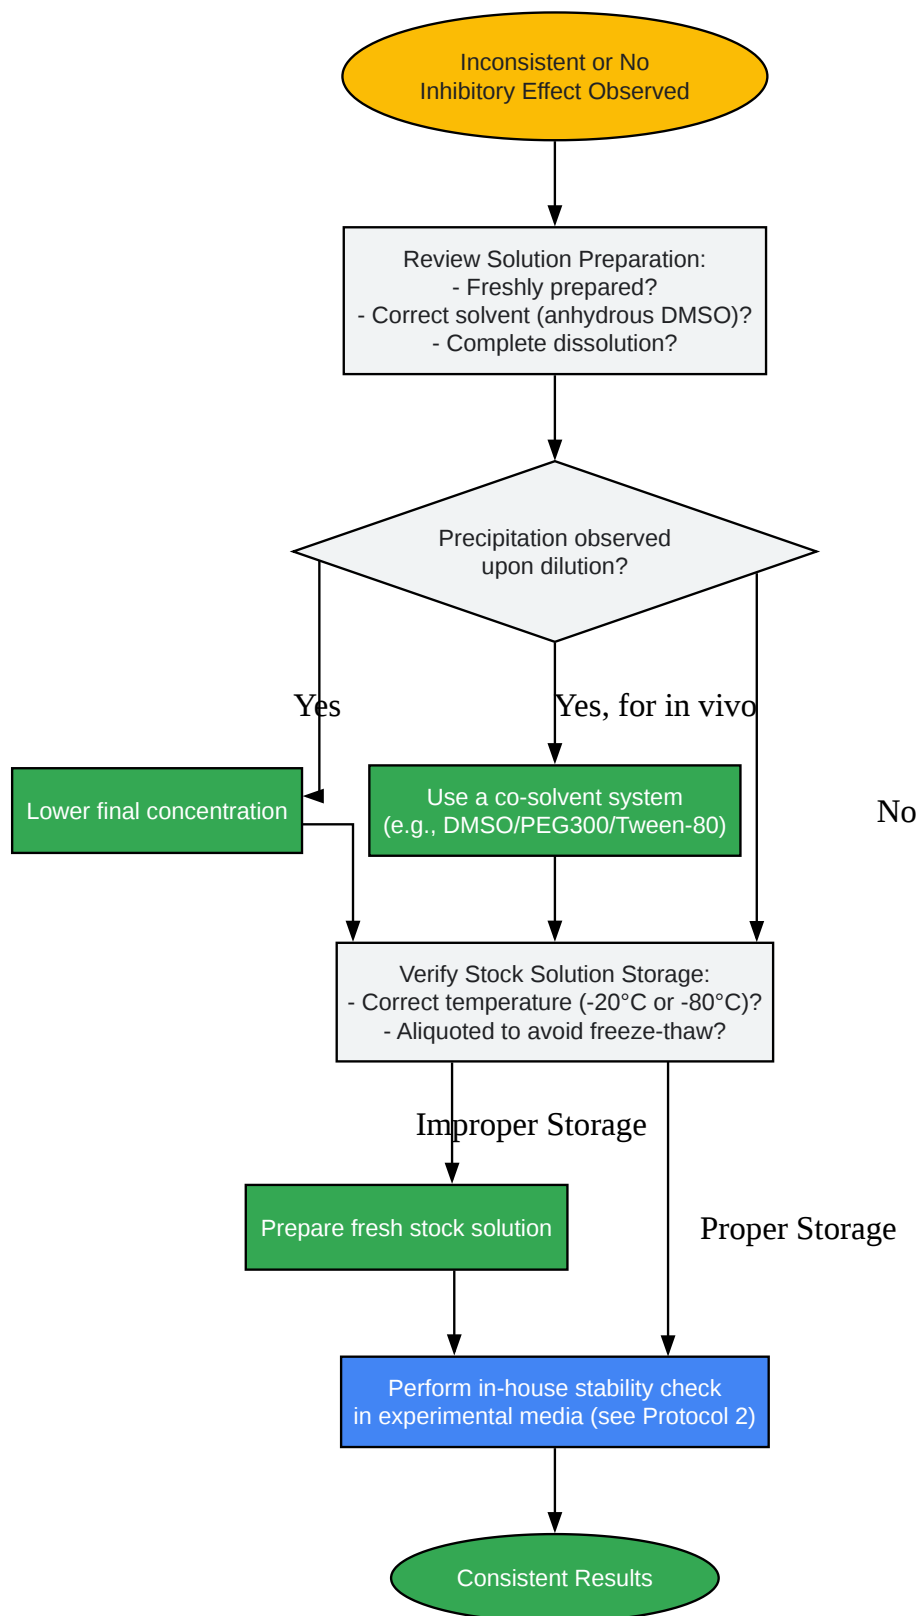 Inconsistent or No
Inhibitory Effect Observed
Review Solution Preparation:
- Freshly prepared?
- Correct solvent (anhydrous DMSO)?
- Complete dissolution?
Precipitation observed
upon dilution?
Yes
Yes, for in vivo
No
Lower final concentration
Use a co-solvent system
(e.g., DMSO/PEG300/Tween-80)
Verify Stock Solution Storage:
- Correct temperature (-20°C or -80°C)?
- Aliquoted to avoid freeze-thaw?
Improper Storage
Proper Storage
Prepare fresh stock solution
Perform in-house stability check
in experimental media (see Protocol 2)
Consistent Results